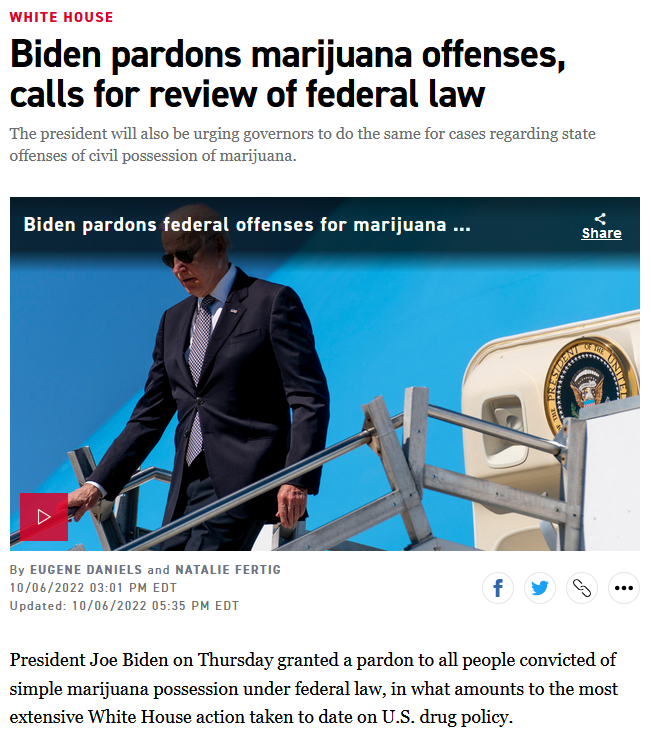 WHITE HOUSE
Biden pardons marijuana offenses,
calls for review of federal law
The president will also be urging governors to do the same for cases regarding state
offenses of civil possession of marijuana.
Biden pardons federal offenses for marijuana ...
Share
PRESIDENT OF THE UNITED
By EUGENE DANIELS and NATALIE FERTIG
10/06/2022 03:01 PM EDT
Updated: 10/06/2022 05:35 PM EDT
President Joe Biden on Thursday granted a pardon to all people convicted of
simple marijuana possession under federal law, in what amounts to the most
extensive White House action taken to date on U.S. drug policy.